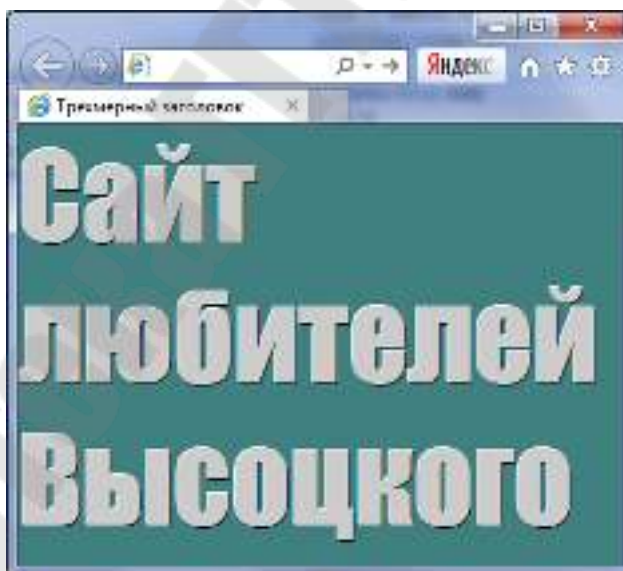 Яндекс
Трехмерный заголовок
Сайт
любителей
Высоцкого